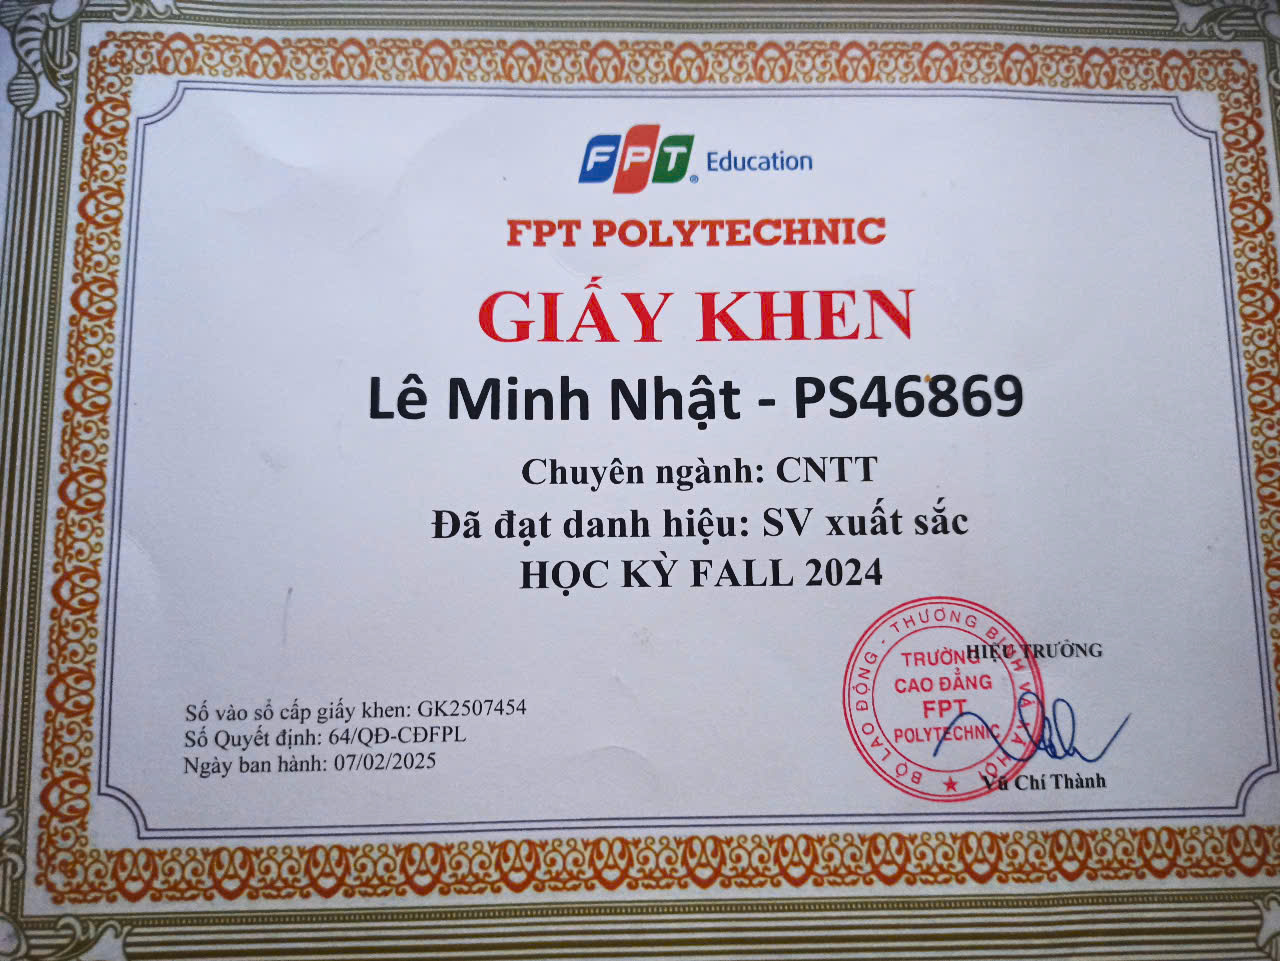 FPT Education
FPT POLYTECHNIC
GIẤY KHEN
Lê Minh Nhật - PS46869
Chuyên ngành: CNTT
Đã đạt danh hiệu: SV xuất sắc
HỌC KỲ FALL 2024
HIỆU TRƯỞNG
BỘ LAO ĐỘNG - THƯƠNG BINH VÀ XÃ HỘI
TRƯỜNG
CAO ĐẲNG
FPT
POLYTECHNIC
Vũ Chí Thành
Số vào sổ cấp giấy khen: GK2507454
Số Quyết định: 64/QĐ-CĐFPL
Ngày ban hành: 07/02/2025